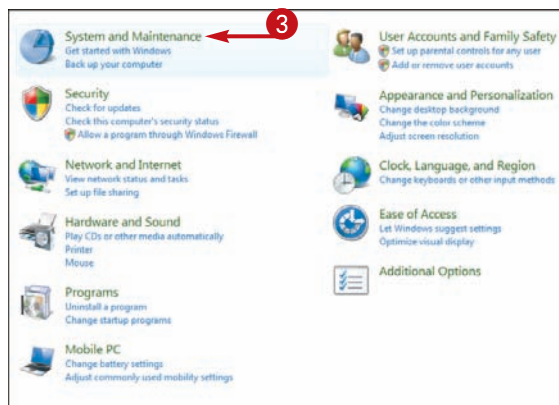 System and Maintenance
Get started with Windows
Back up your computer
3
Security
Check for updates
Check this computer's security status
Allow a program through Windows Firewall
Network and Internet
View network status and tasks
Set up file sharing
Hardware and Sound
Play CDs or other media automatically
Printer
Mouse
Programs
Uninstall a program
Change startup programs
Mobile PC
Change battery settings
Adjust commonly used mobility settings
User Accounts and Family Safety
Set up parental controls for any user
Add or remove user accounts
Appearance and Personalization
Change desktop background
Change the color scheme
Adjust screen resolution
Clock, Language, and Region
Change keyboards or other input methods
Ease of Access
Let Windows suggest settings
Optimize visual display
Additional Options